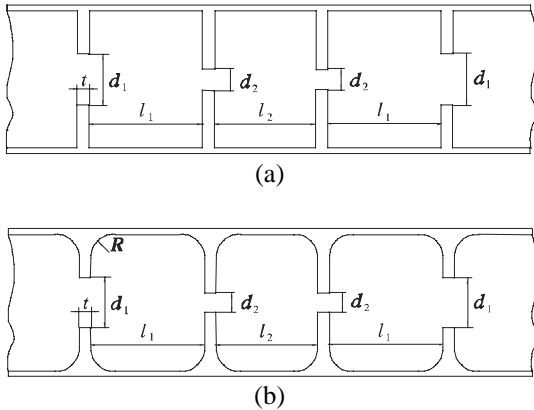 t d₁ d₂ d₂ d₁
l₁ l₂ l₁
(a)
R
t d₁ d₂ d₂ d₁
l₁ l₂ l₁
(b)